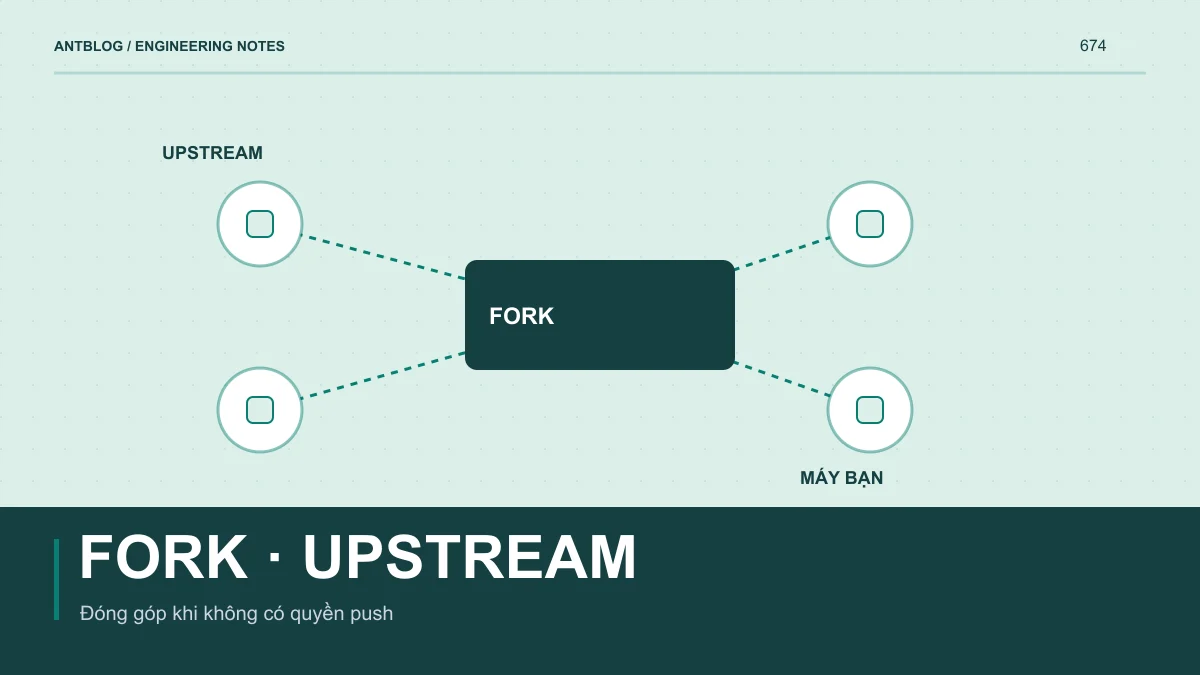 ANTBLOG / ENGINEERING NOTES
674
UPSTREAM
FORK
MÁY BẠN
FORK · UPSTREAM
Đóng góp khi không có quyền push